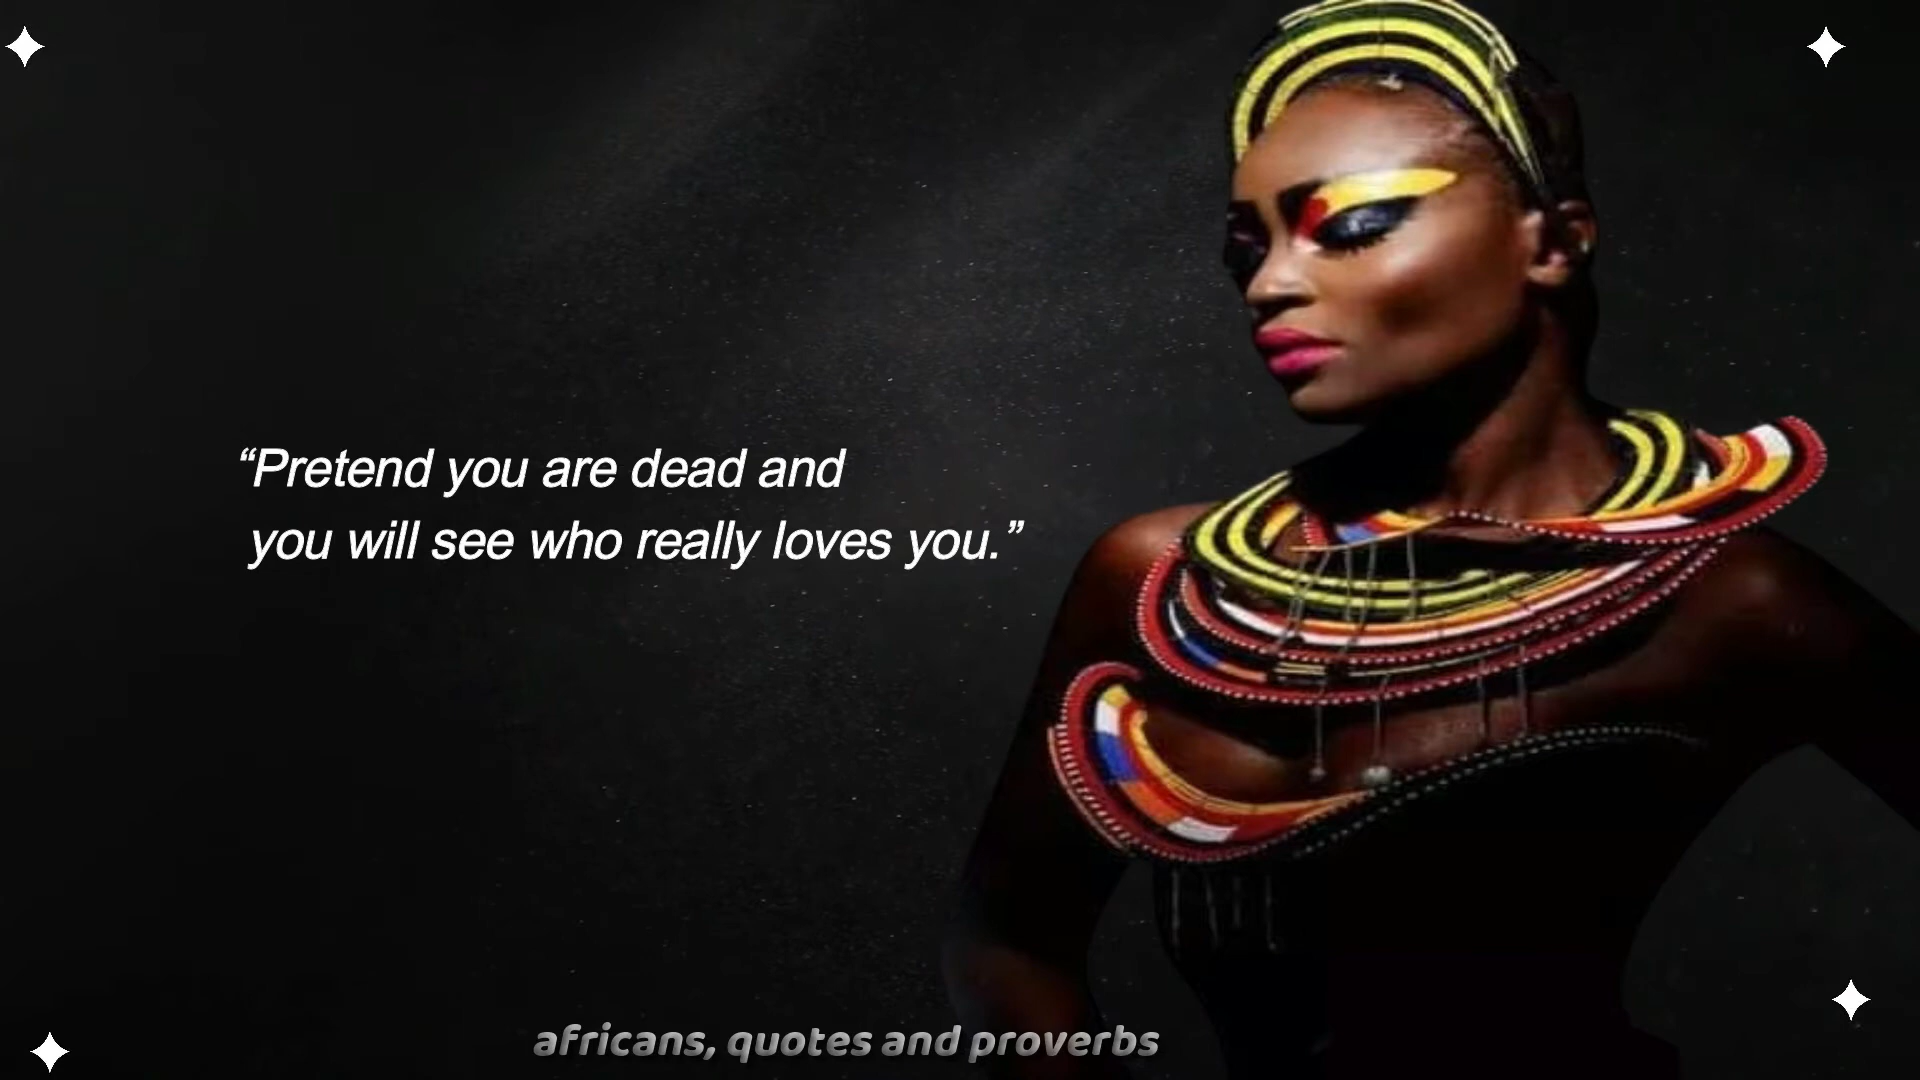 “Pretend you are dead and
you will see who really loves you.”
africans, quotes and proverbs